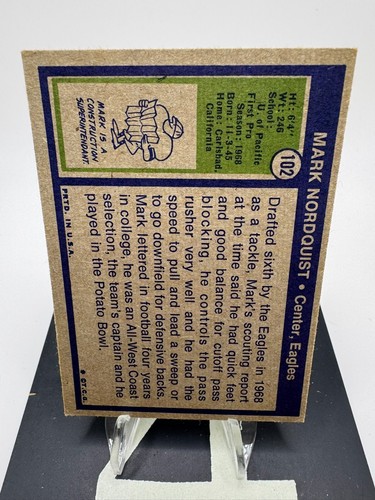 MARK NORDQUIST • Center, Eagles
102
Ht: 6'4"
Wt: 246
School:
U. of Pacific
First Pro
Season: 1968
Born: 11-3-45
Home: Carlsbad,
California
MARK IS A
CONSTRUCTION
SUPERINTENDENT
Drafted sixth by the Eagles in 1968
as a tackle, Mark's scouting report
at the time said he had quick feet
and good balance for cutoff pass
blocking, he controls the pass
rusher very well and he had the
speed to pull and lead a sweep or
to go downfield for defensive backs.
Mark lettered in football four years
in college, he was an All-West Coast
selection, the team's captain and he
played in the Potato Bowl.
© T.C.G.
PRTD. IN U.S.A.